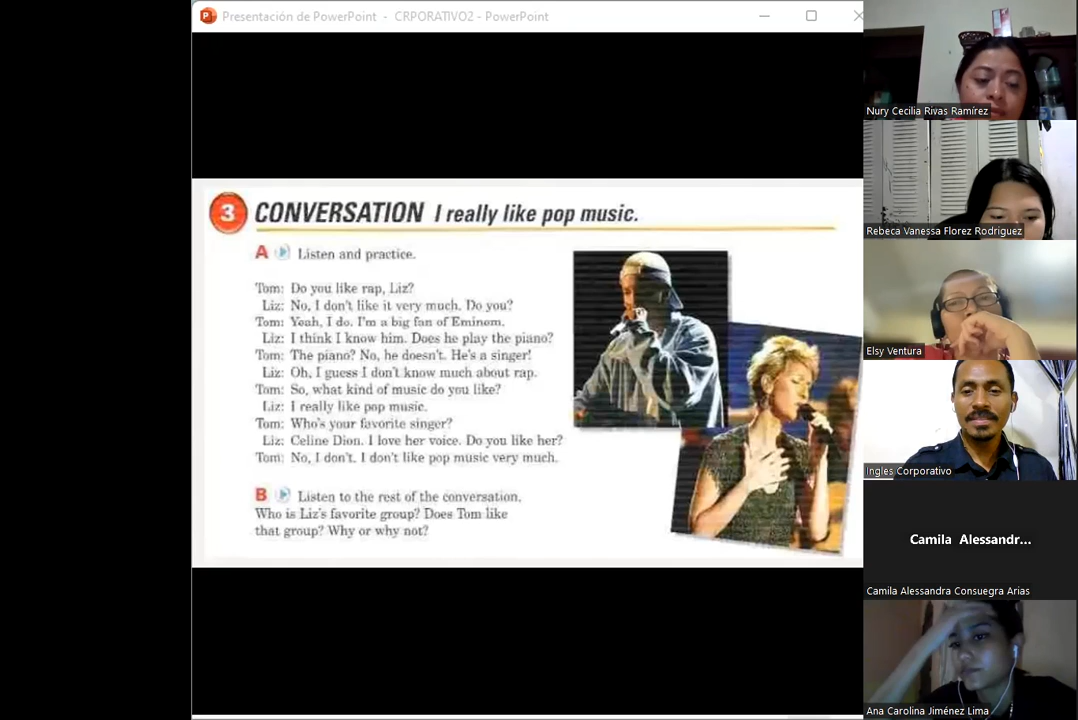 Presentación de PowerPoint - CRPORATIVO2 - PowerPoint
3 CONVERSATION I really like pop music.
A Listen and practice.
Tom: Do you like rap, Liz?
Liz: No, I don't like it very much. Do you?
Tom: Yeah, I do. I'm a big fan of Eminem.
Liz: I think I know him. Does he play the piano?
Tom: The piano? No, he doesn't. He's a singer!
Liz: Oh, I guess I don't know much about rap.
Tom: So, what kind of music do you like?
Liz: I really like pop music.
Tom: Who's your favorite singer?
Liz: Celine Dion. I love her voice. Do you like her?
Tom: No, I don't. I don't like pop music very much.
B Listen to the rest of the conversation.
Who is Liz's favorite group? Does Tom like
that group? Why or why not?
Nury Cecilia Rivas Ramírez
Rebeca Vanessa Florez Rodriguez
Elsy Ventura
Ingles Corporativo
Camila Alessandr...
Camila Alessandra Consuegra Arias
Ana Carolina Jiménez Lima